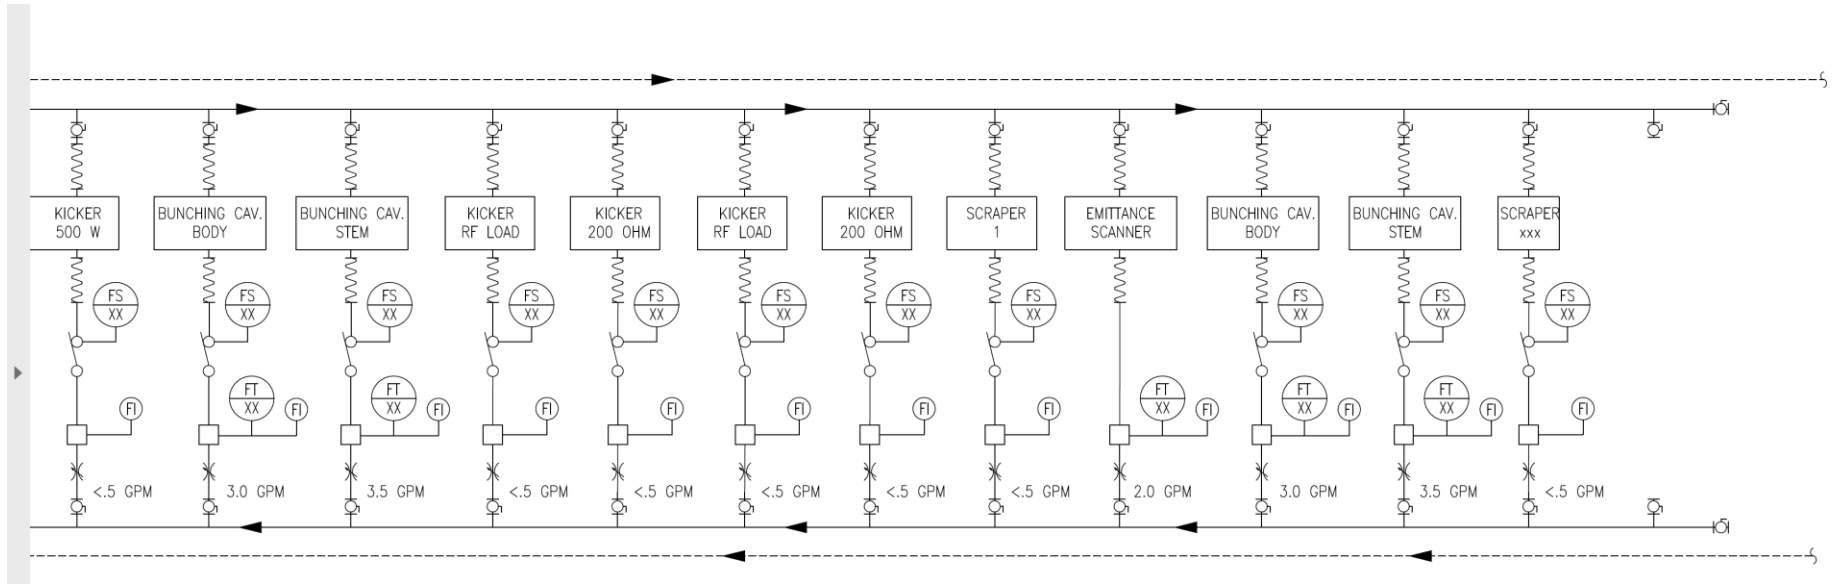 KICKER
500 W
BUNCHING CAV.
BODY
BUNCHING CAV.
STEM
KICKER
RF LOAD
KICKER
200 OHM
KICKER
RF LOAD
KICKER
200 OHM
SCRAPER
1
EMITTANCE
SCANNER
BUNCHING CAV.
BODY
BUNCHING CAV.
STEM
SCRAPER
xxx
FS
XX
FS
XX
FS
XX
FS
XX
FS
XX
FS
XX
FS
XX
FS
XX
FS
XX
FS
XX
FS
XX
FI
FT
XX
FI
FT
XX
FI
FI
FI
FI
FI
FI
FT
XX
FI
FT
XX
FI
FT
XX
FI
FI
<.5 GPM
3.0 GPM
3.5 GPM
<.5 GPM
<.5 GPM
<.5 GPM
<.5 GPM
<.5 GPM
2.0 GPM
3.0 GPM
3.5 GPM
<.5 GPM